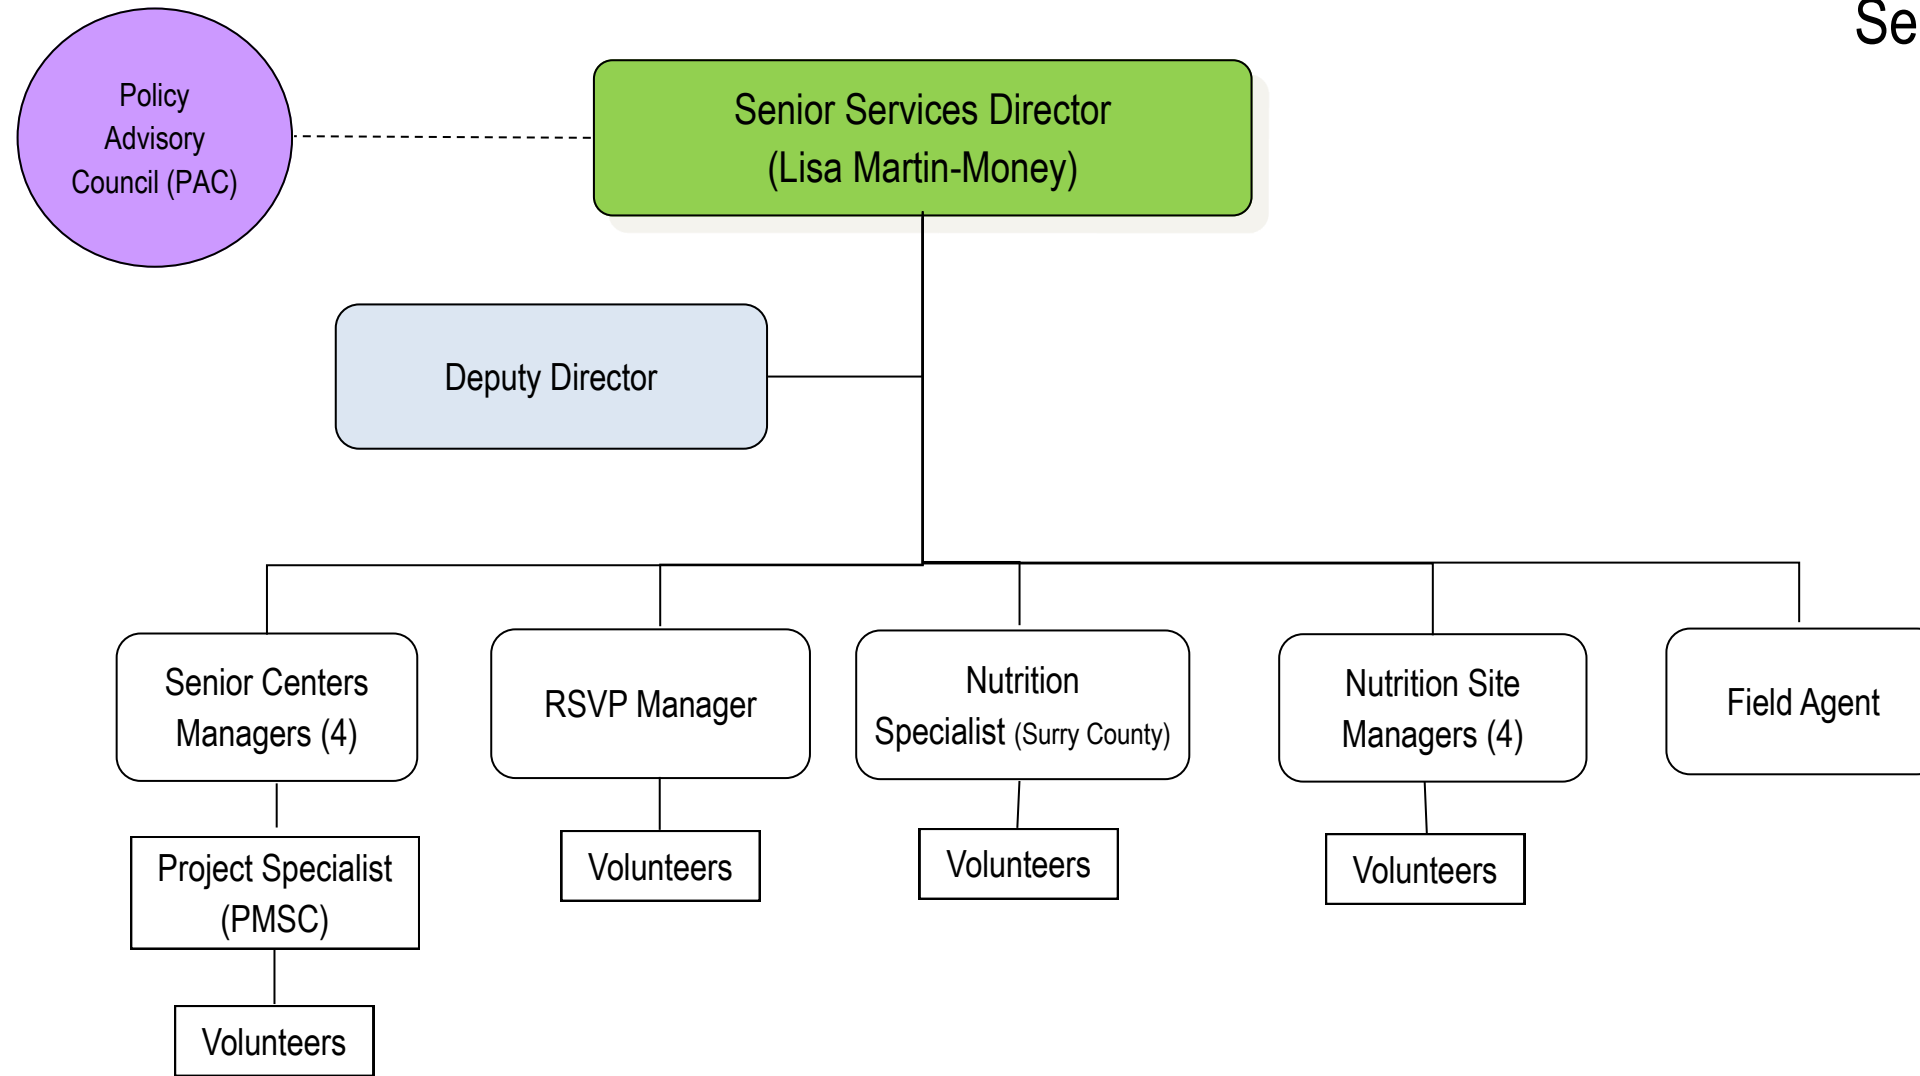 Se
Policy
Advisory
Council (PAC)
Senior Services Director
(Lisa Martin-Money)
Deputy Director
Senior Centers
Managers (4)
RSVP Manager
Nutrition
Specialist (Surry County)
Nutrition Site
Managers (4)
Field Agent
Project Specialist
(PMSC)
Volunteers
Volunteers
Volunteers
Volunteers